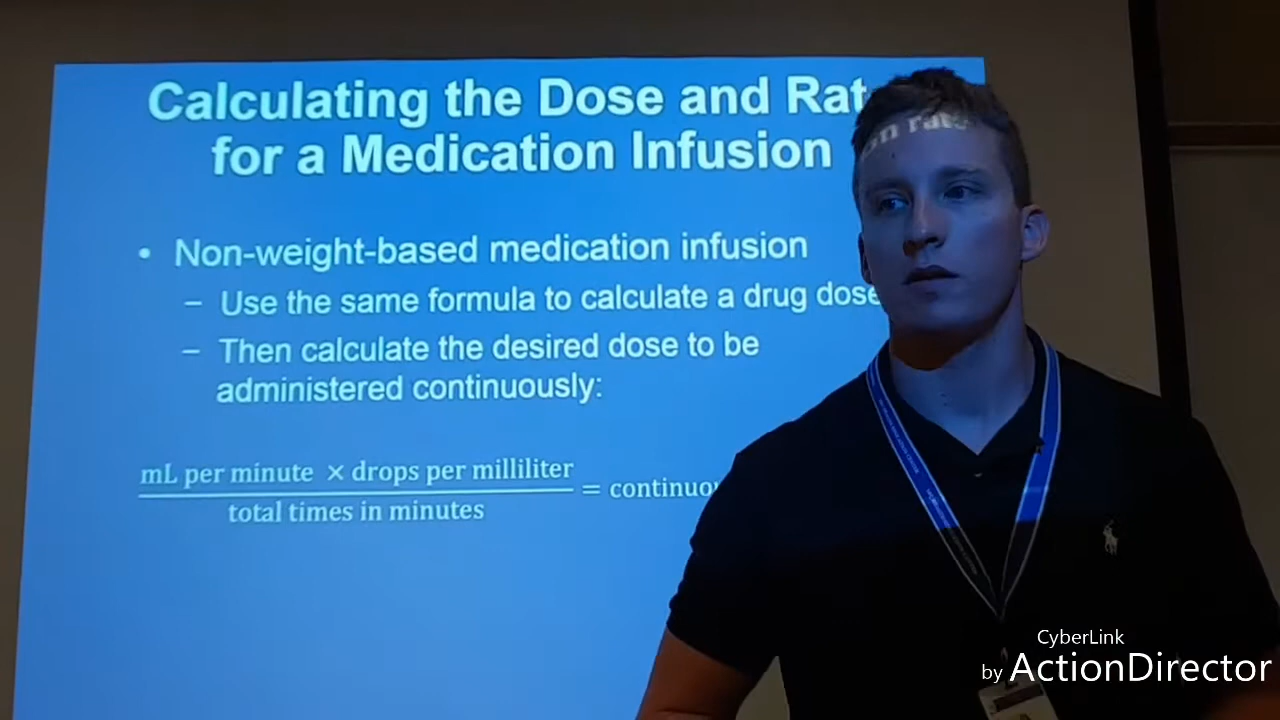 Calculating the Dose and Rat
for a Medication Infusion
• Non-weight-based medication infusion
– Use the same formula to calculate a drug dose
– Then calculate the desired dose to be
administered continuously:
mL per minute × drops per milliliter
total times in minutes
= continuou
on rate
CyberLink
by ActionDirector